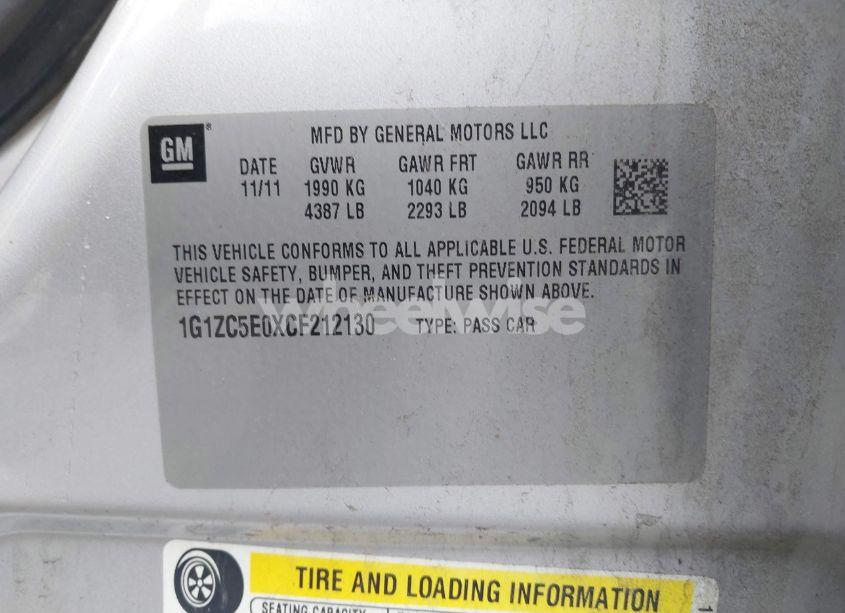 GM
MFD BY GENERAL MOTORS LLC
DATE GVWR GAWR FRT GAWR RR
11/11 1990 KG 1040 KG 950 KG
4387 LB 2293 LB 2094 LB
THIS VEHICLE CONFORMS TO ALL APPLICABLE U.S. FEDERAL MOTOR
VEHICLE SAFETY, BUMPER, AND THEFT PREVENTION STANDARDS IN
EFFECT ON THE DATE OF MANUFACTURE SHOWN ABOVE.
1G1ZC5E0XCF212130 TYPE: PASS CAR
Wheelwise
TIRE AND LOADING INFORMATION
SEATING CAPACITY